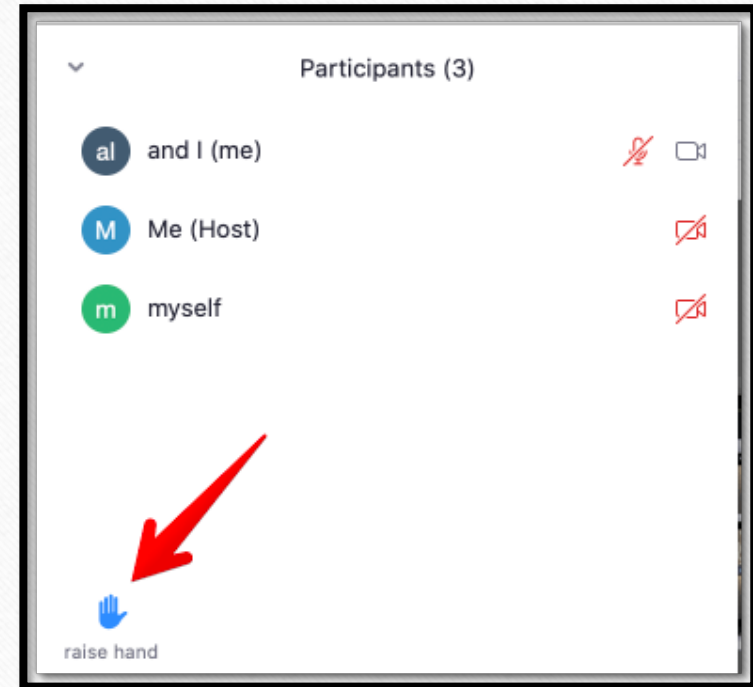 Participants (3)
al and I (me)
M Me (Host)
m myself
raise hand